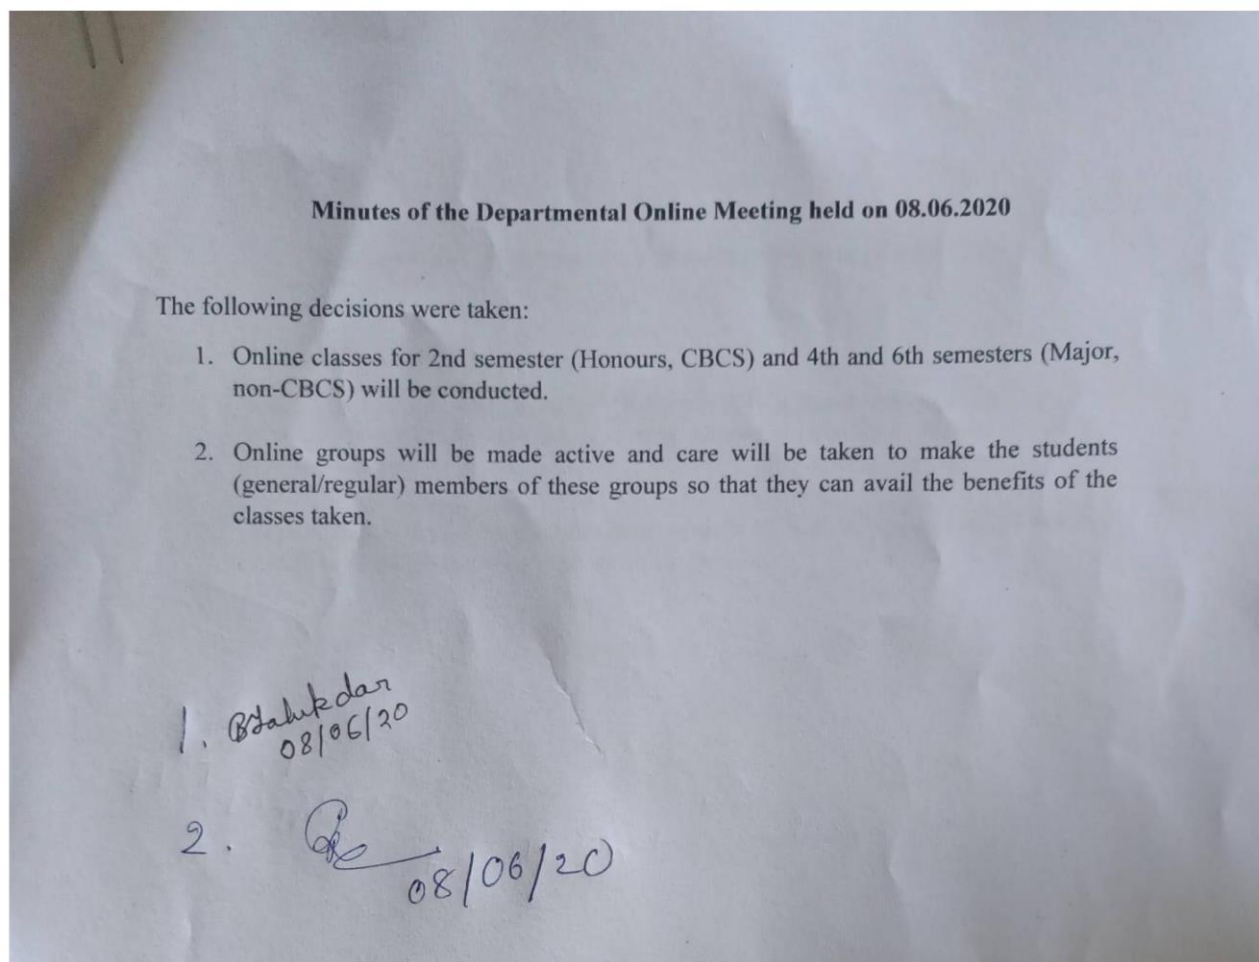 Minutes of the Departmental Online Meeting held on 08.06.2020
The following decisions were taken:
1. Online classes for 2nd semester (Honours, CBCS) and 4th and 6th semesters (Major,
non-CBCS) will be conducted.
2. Online groups will be made active and care will be taken to make the students
(general/regular) members of these groups so that they can avail the benefits of the
classes taken.
1. BTalukdar
08/06/20
2.
08/06/20